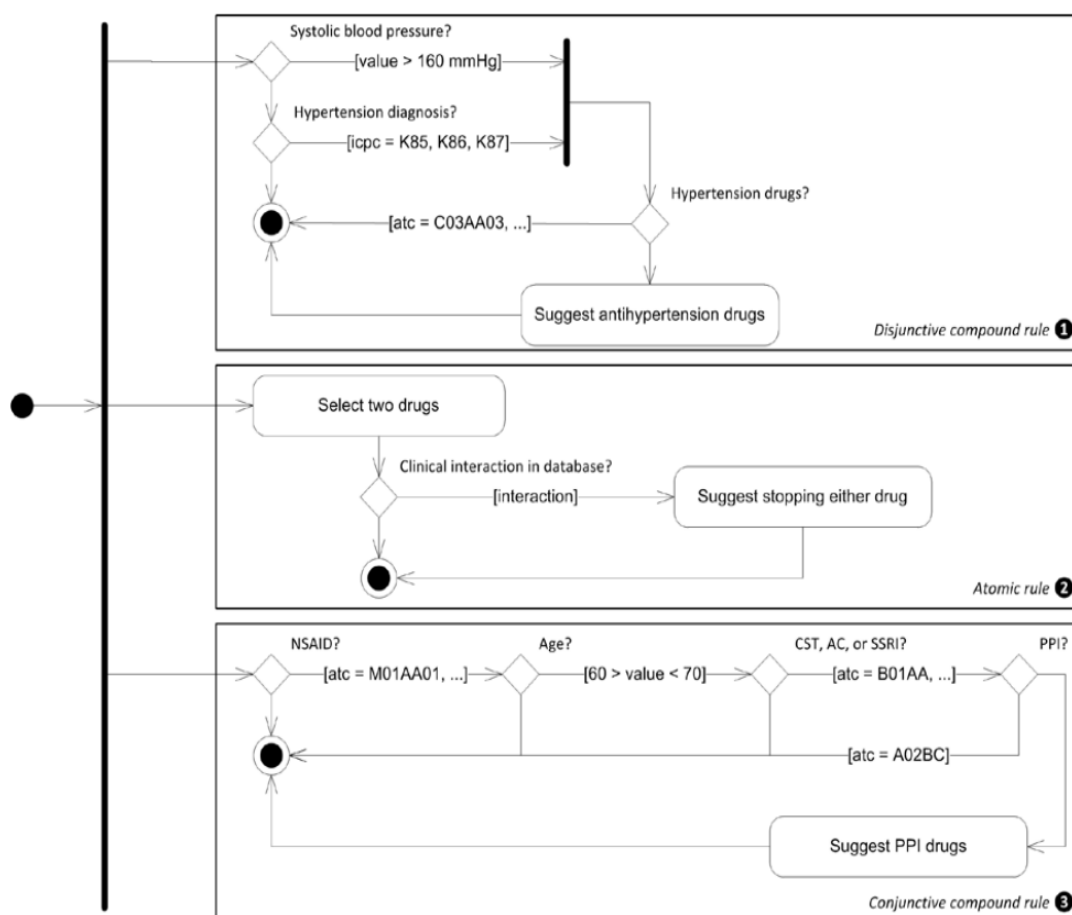 Systolic blood pressure?
[value > 160 mmHg]
Hypertension diagnosis?
[icpc = K85, K86, K87]
Hypertension drugs?
[atc = C03AA03, ...]
Suggest antihypertension drugs
Disjunctive compound rule 1
Select two drugs
Clinical interaction in database?
[interaction]
Suggest stopping either drug
Atomic rule 2
NSAID?
Age?
CST, AC, or SSRI?
PPI?
[atc = M01AA01, ...]
[60 > value < 70]
[atc = B01AA, ...]
[atc = A02BC]
Suggest PPI drugs
Conjunctive compound rule 3